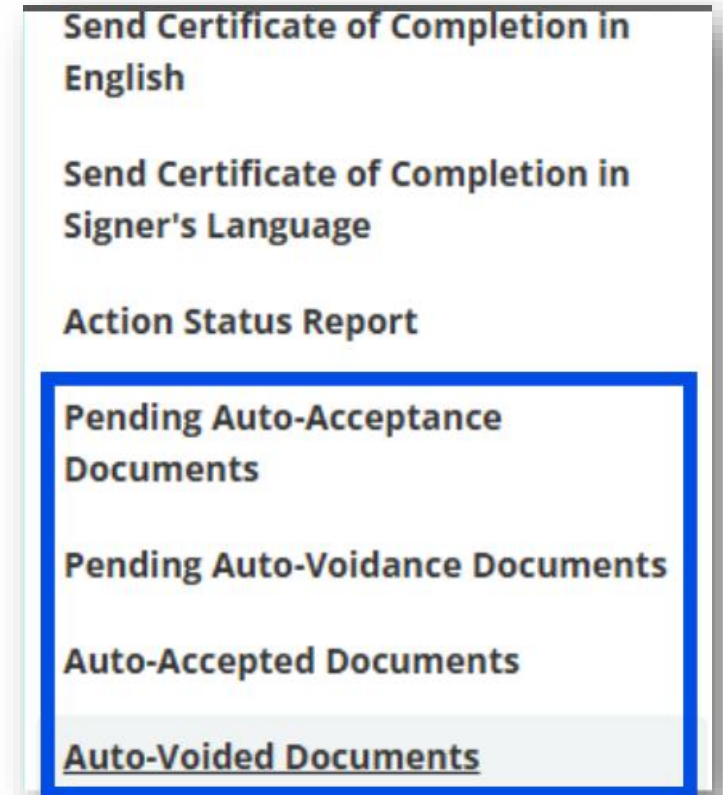 Send Certificate of Completion in
English
Send Certificate of Completion in
Signer's Language
Action Status Report
Pending Auto-Acceptance
Documents
Pending Auto-Voidance Documents
Auto-Accepted Documents
Auto-Voided Documents